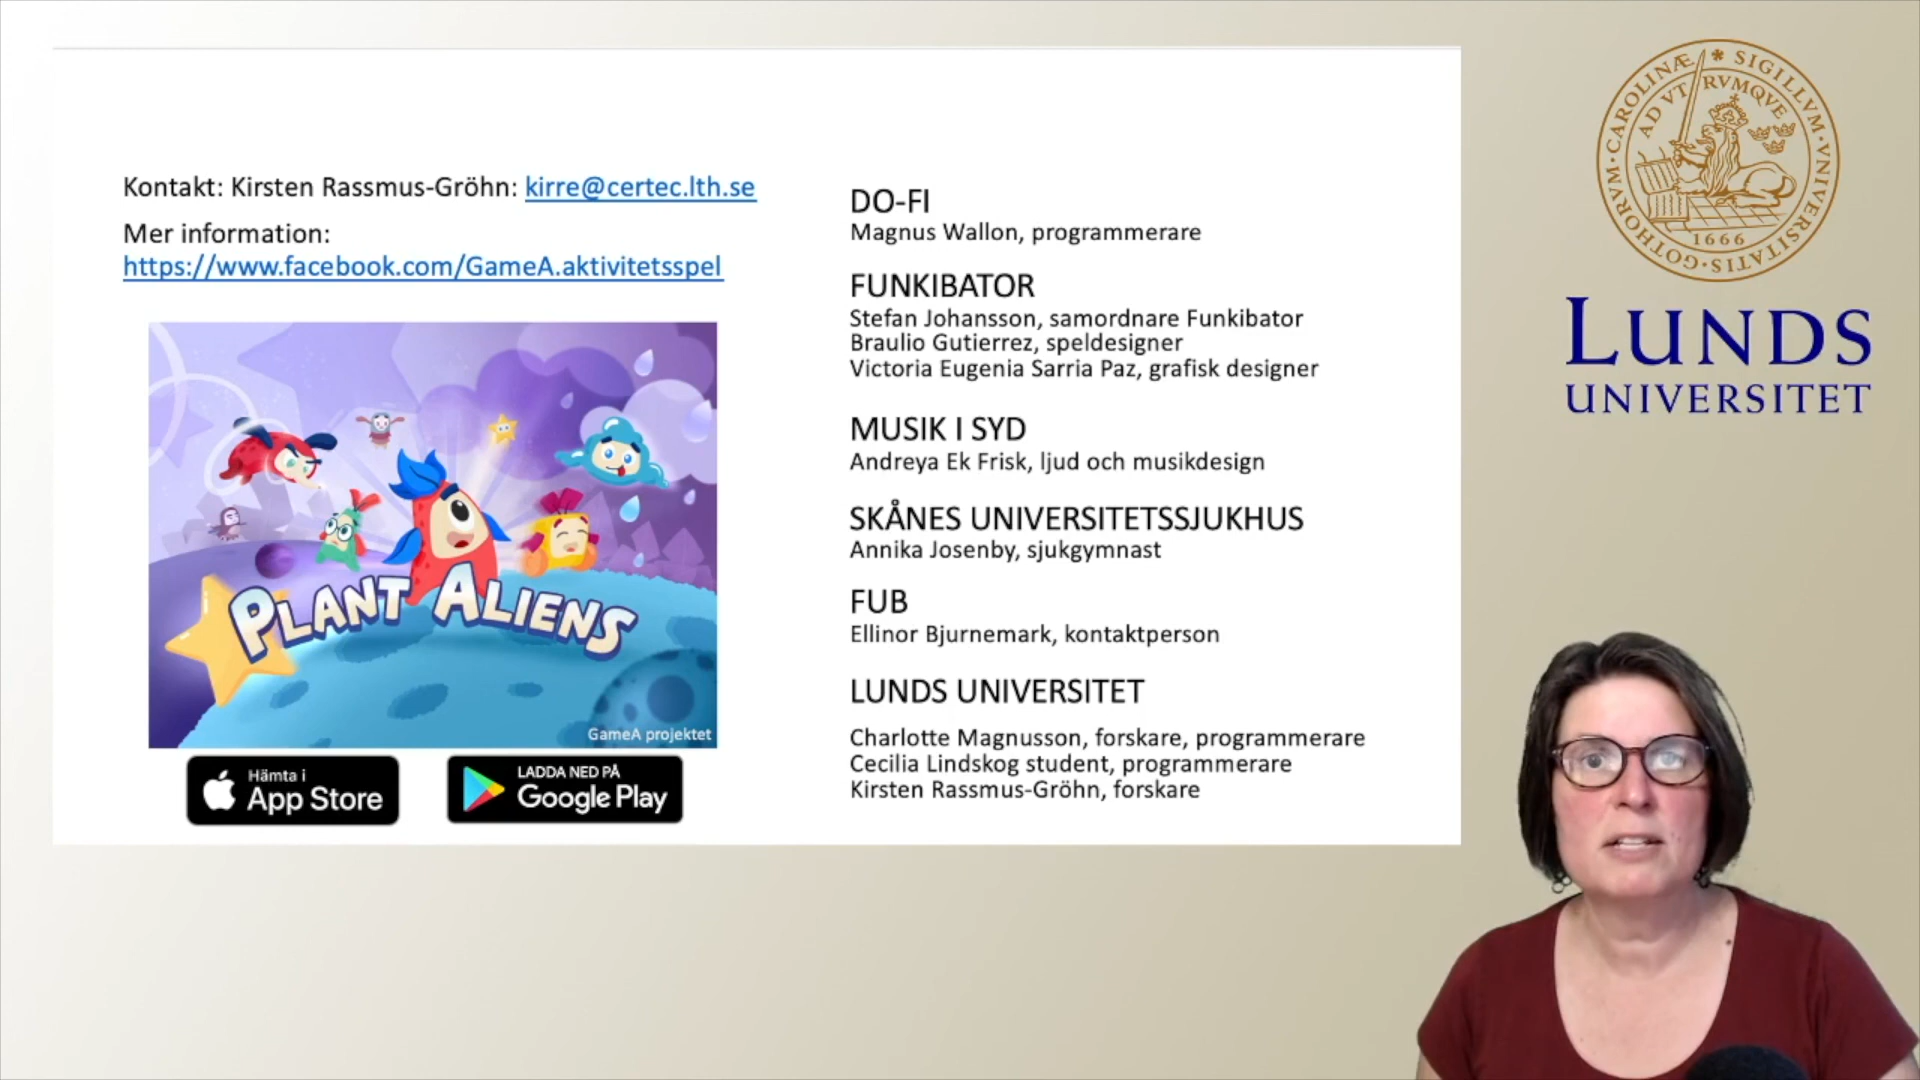 Kontakt: Kirsten Rassmus-Gröhn: kirre@certec.lth.se
Mer information:
https://www.facebook.com/GameA.aktivitetsspel
PLANT ALIENS
GameA projektet
Hämta i
App Store
LADDA NED PÅ
Google Play
DO-FI
Magnus Wallon, programmerare
FUNKIBATOR
Stefan Johansson, samordnare Funkibator
Braulio Gutierrez, speldesigner
Victoria Eugenia Sarria Paz, grafisk designer
MUSIK I SYD
Andreya Ek Frisk, ljud och musikdesign
SKÅNES UNIVERSITETSSJUKHUS
Annika Josenby, sjukgymnast
FUB
Ellinor Bjurnemark, kontaktperson
LUNDS UNIVERSITET
Charlotte Magnusson, forskare, programmerare
Cecilia Lindskog student, programmerare
Kirsten Rassmus-Gröhn, forskare
SIGILLVM·VNIVERSITATIS·GOTHORVM·CAROLINÆ
AD VTRVMQVE
1666
LUNDS
UNIVERSITET